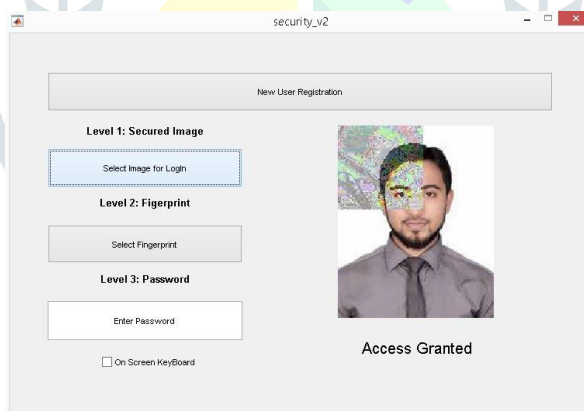 security_v2
New User Registration
Level 1: Secured Image
Select Image for LogIn
Level 2: Figerprint
Select Fingerprint
Level 3: Password
Enter Password
On Screen KeyBoard
Access Granted